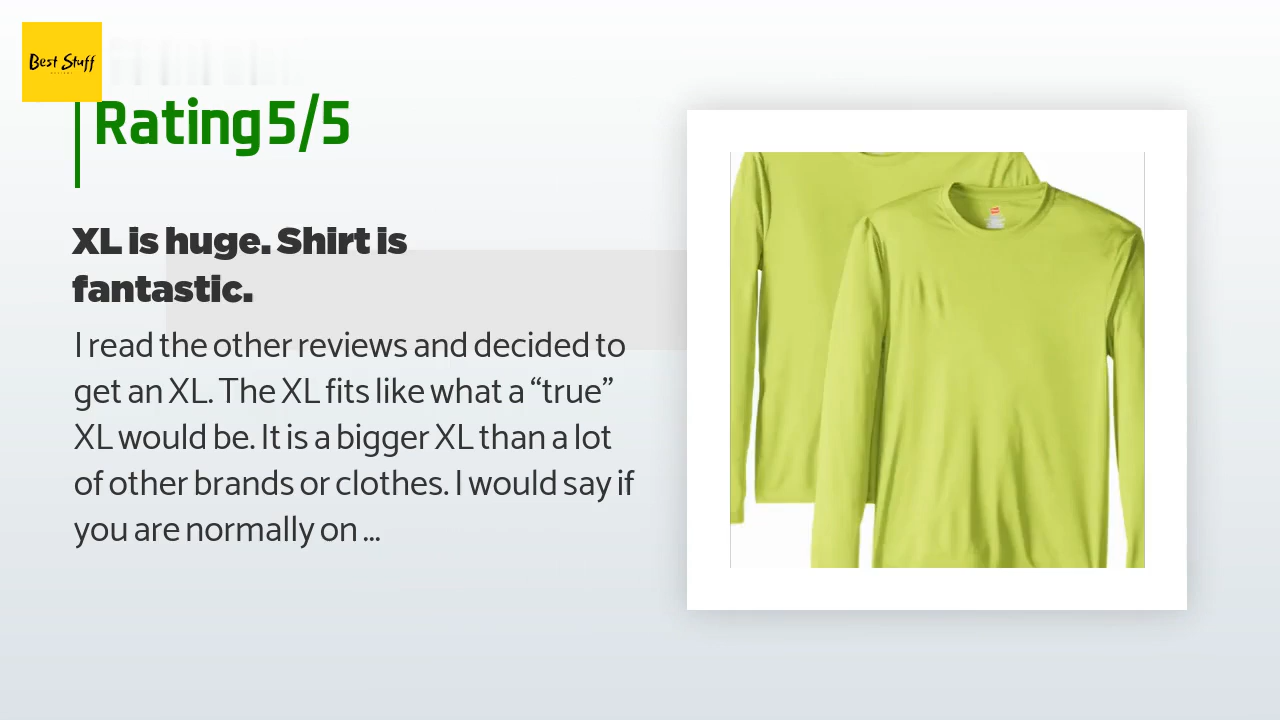 Best Stuff
Rating 5/5
XL is huge. Shirt is
fantastic.
I read the other reviews and decided to
get an XL. The XL fits like what a “true”
XL would be. It is a bigger XL than a lot
of other brands or clothes. I would say if
you are normally on ...